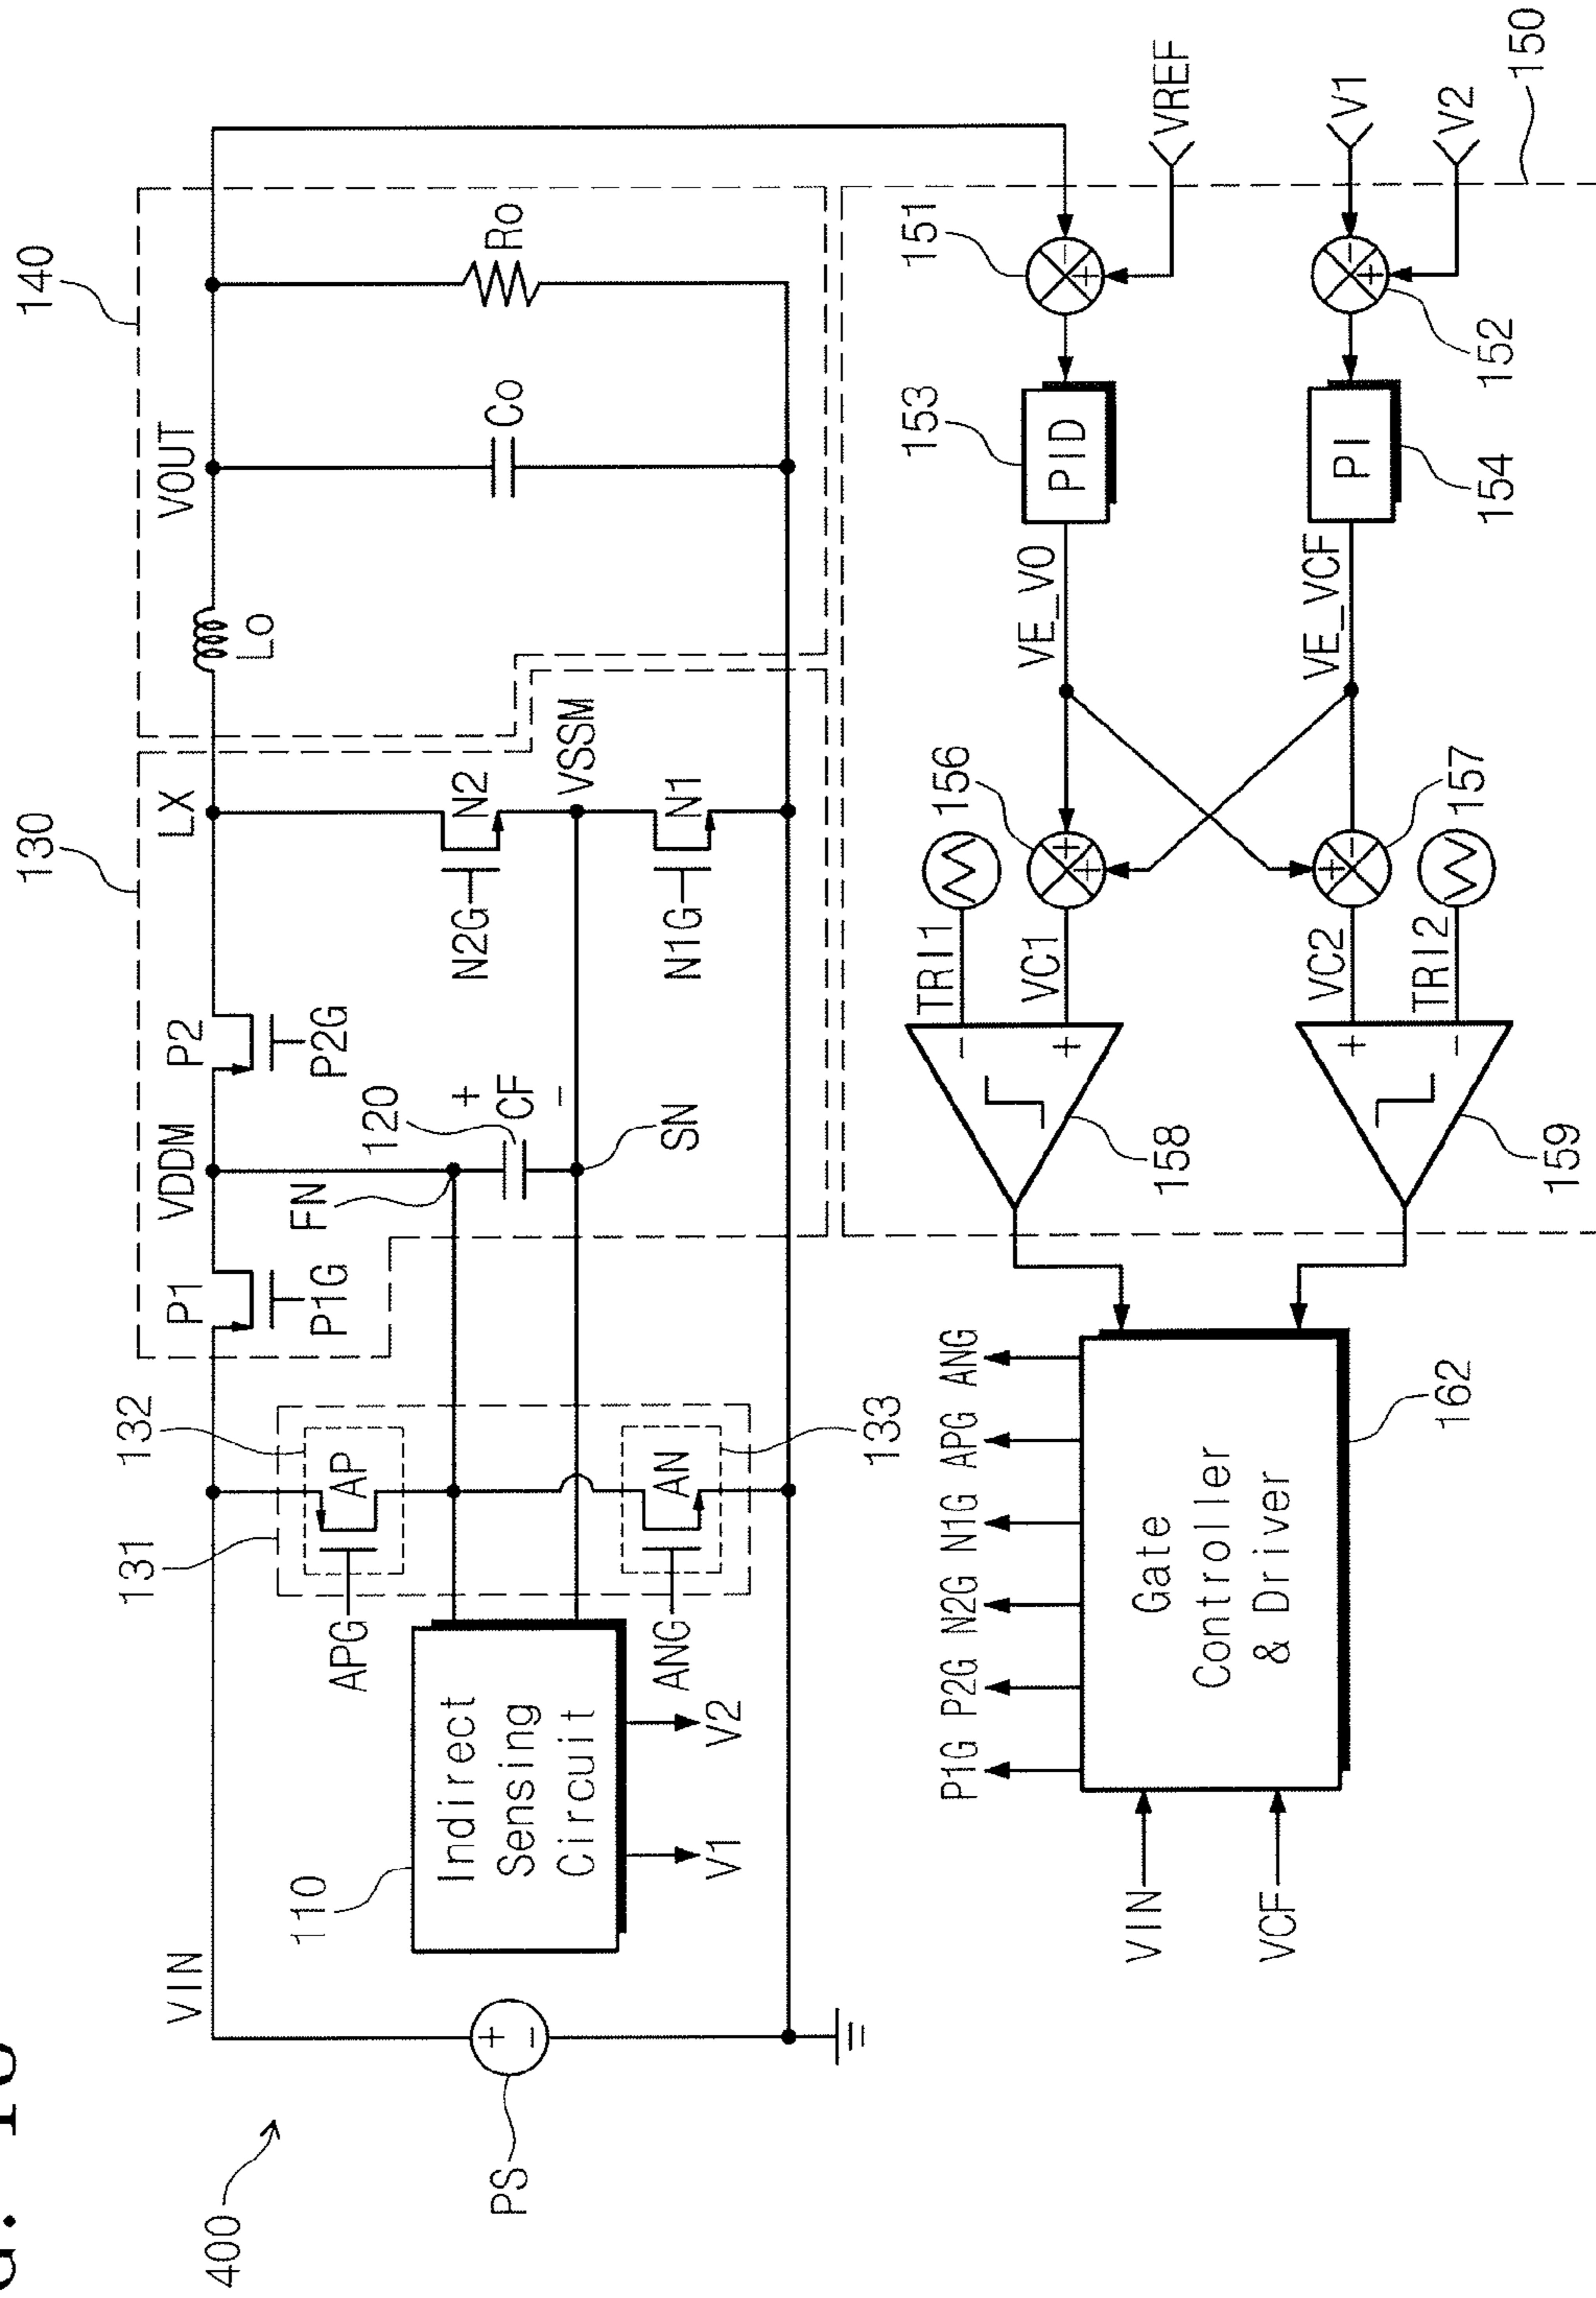 400
PS
VIN
110
Indirect
Sensing
Circuit
V1
V2
APG
ANG
131
132
AP
AN
133
130
P1
P1G
VDDM
FN
120
+
CF
−
SN
P2
P2G
LX
N2G
N2
VSSM
N1G
N1
140
Lo
VOUT
Co
Ro
VIN
VCF
P1G
P2G
N2G
N1G
APG
ANG
Gate
Controller
& Driver
162
158
159
TRI1
VC1
VC2
TRI2
156
157
VE_VO
VE_VCF
153
PID
PI
154
151
152
VREF
V1
V2
150